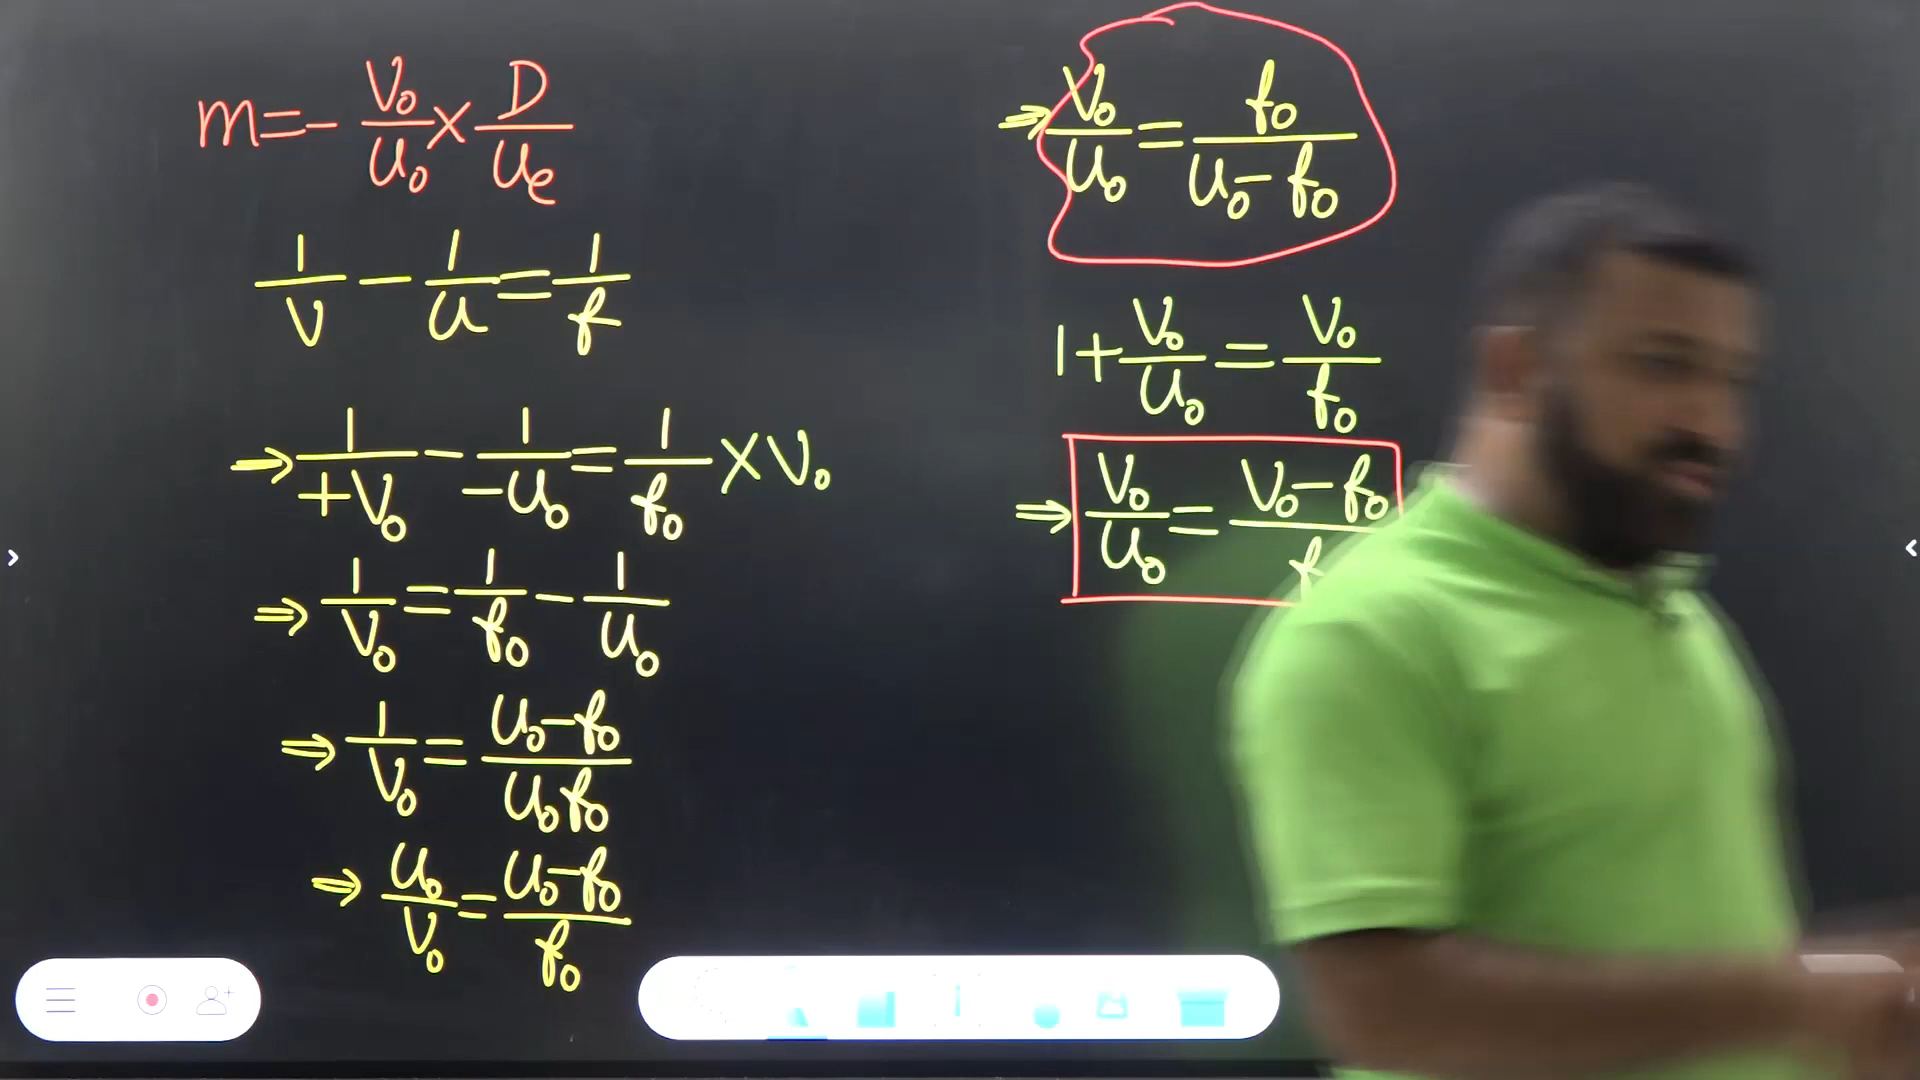 m = - V₀/U₀ × D/Uₑ
1/V - 1/U = 1/f
⇒ 1/+V₀ - 1/-U₀ = 1/f₀ × V₀
⇒ 1/V₀ = 1/f₀ - 1/U₀
⇒ 1/V₀ = U₀-f₀/U₀f₀
⇒ U₀/V₀ = U₀-f₀/f₀
⇒ V₀/U₀ = f₀/U₀-f₀
1 + V₀/U₀ = V₀/f₀
⇒ V₀/U₀ = V₀-f₀/f